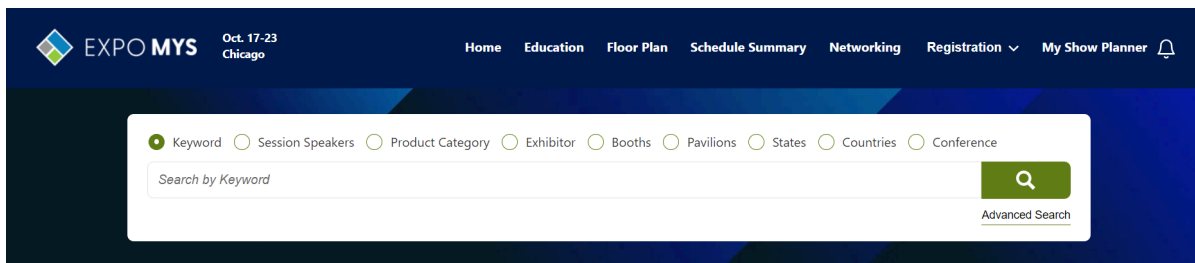 EXPO MYS
Oct. 17-23
Chicago
Home Education Floor Plan Schedule Summary Networking Registration My Show Planner
Keyword Session Speakers Product Category Exhibitor Booths Pavilions States Countries Conference
Search by Keyword
Advanced Search